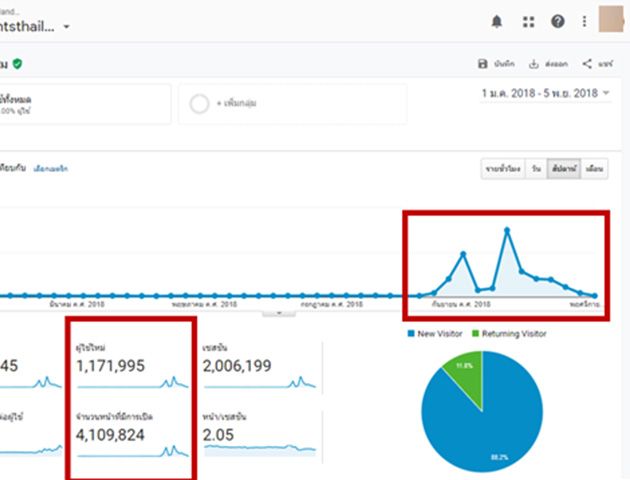 ntsthail...
บันทึก ส่งออก แชร์
ทั้งหมด
.00% ผู้ใช้
+ เพิ่มกลุ่ม
1 ม.ค. 2018 - 5 พ.ย. 2018
เทียบกับ เลือกเมตริก
รายชั่วโมง วัน สัปดาห์ เดือน
มีนาคม ค.ศ. 2018 พฤษภาคม ค.ศ. 2018 กรกฎาคม ค.ศ. 2018 กันยายน ค.ศ. 2018 พฤศจิกาย...
New Visitor Returning Visitor
ผู้ใช้ใหม่ เซสชัน
45 1,171,995 2,006,199
11.8%
88.2%
ต่อผู้ใช้ จำนวนหน้าที่มีการเปิด หน้า/เซสชัน
4,109,824 2.05